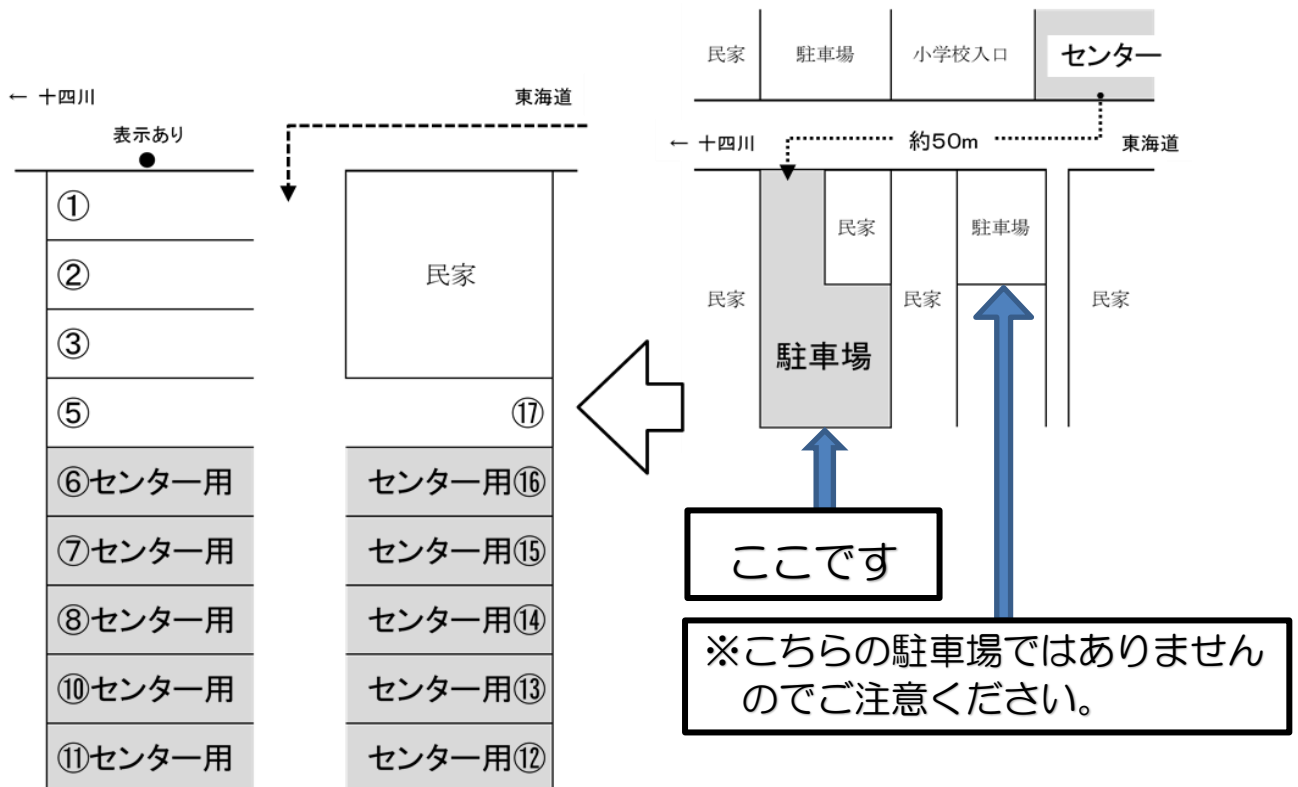 ← 十四川
東海道
表示あり
①
②
③
⑤
⑥センター用
⑦センター用
⑧センター用
⑩センター用
⑪センター用
民家
⑰
センター用⑯
センター用⑮
センター用⑭
センター用⑬
センター用⑫
民家
駐車場
小学校入口
センター
← 十四川
約50m
東海道
民家
駐車場
民家
民家
民家
駐車場
ここです
※こちらの駐車場ではありません
のでご注意ください。